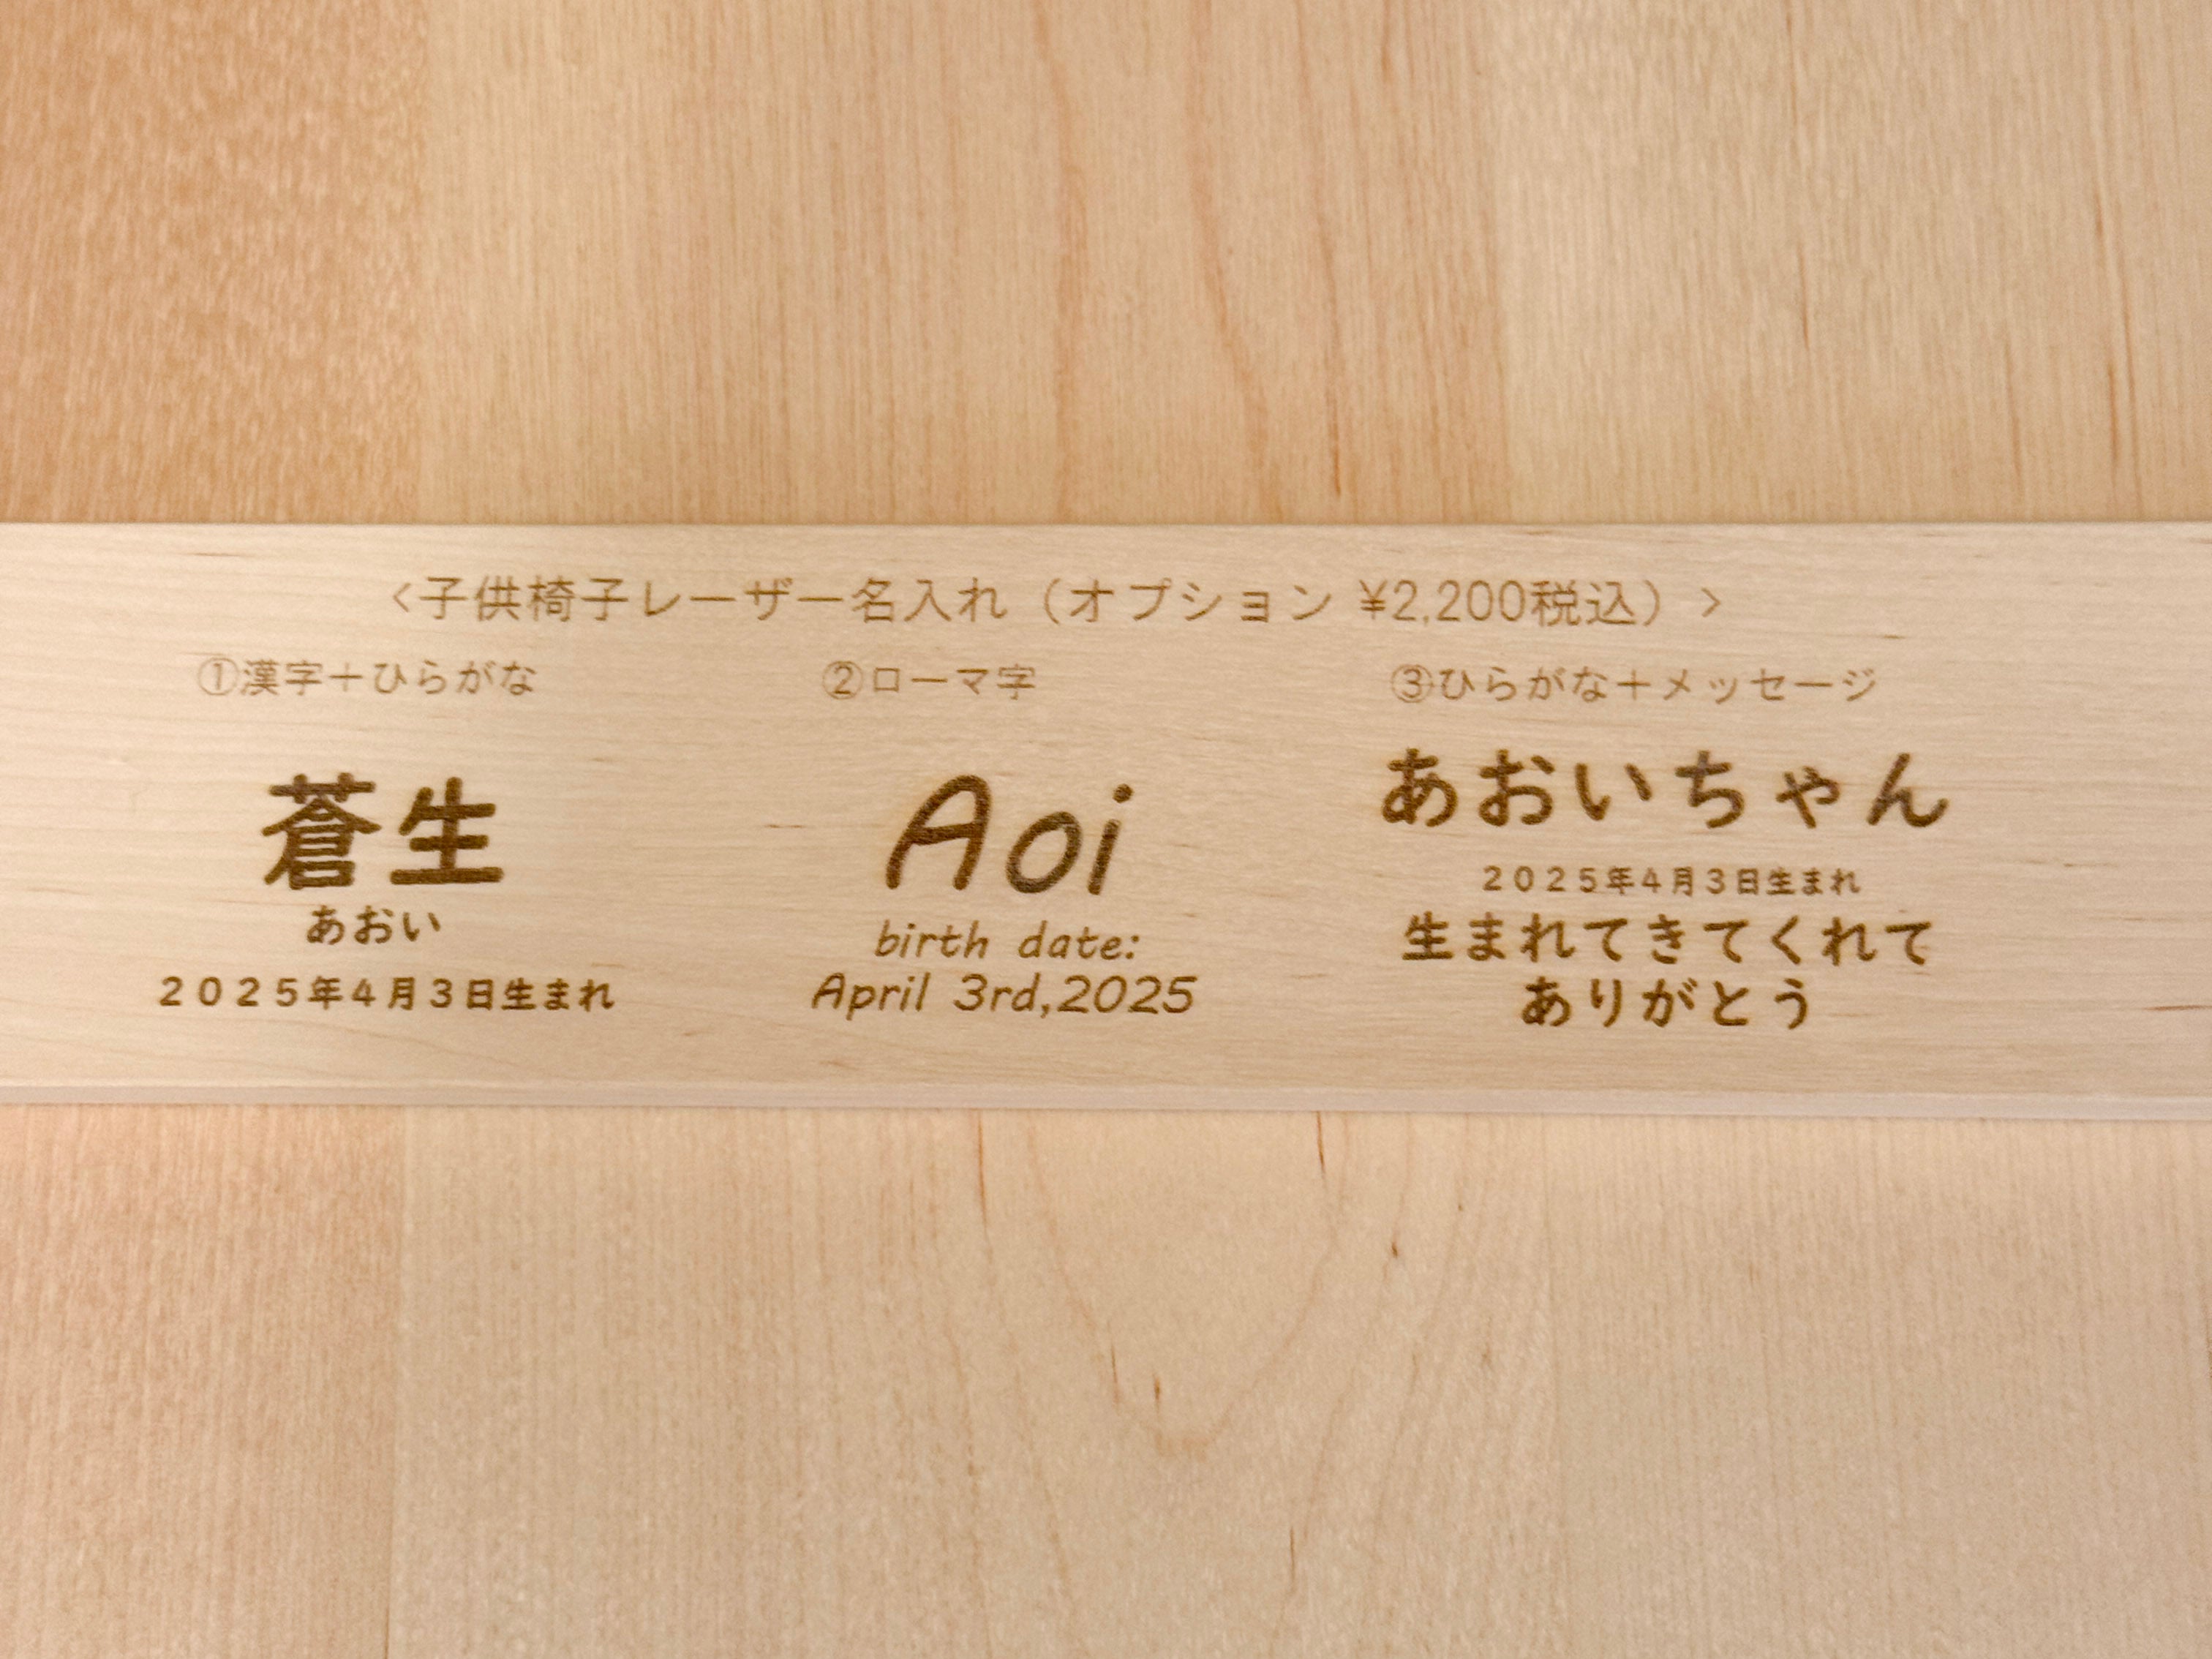 <子供椅子レーザー名入れ（オプション ¥2,200税込）>
①漢字＋ひらがな
蒼生
あおい
２０２５年４月３日生まれ
②ローマ字
Aoi
birth date:
April 3rd,2025
③ひらがな＋メッセージ
あおいちゃん
２０２５年４月３日生まれ
生まれてきてくれて
ありがとう